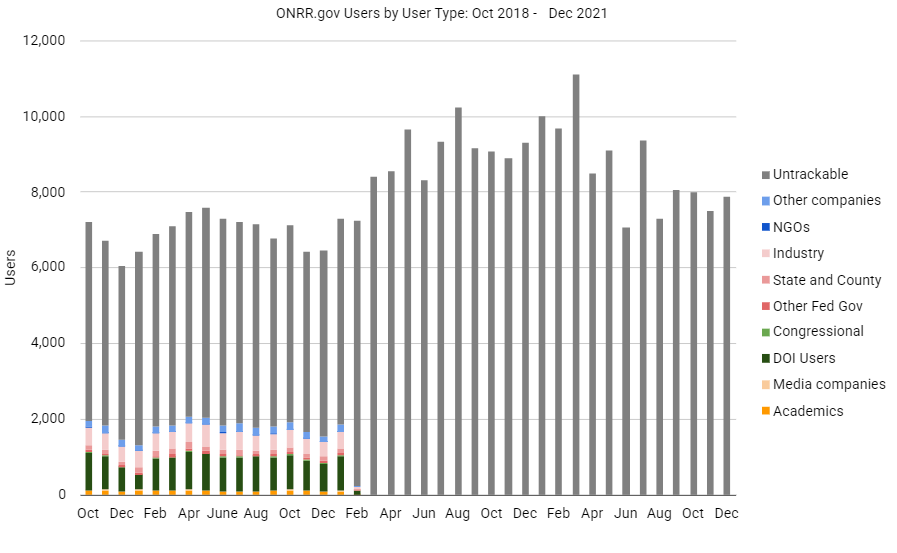 ONRR.gov Users by User Type: Oct 2018 - Dec 2021
12,000
10,000
8,000
6,000
4,000
2,000
0
Users
Oct Dec Feb Apr June Aug Oct Dec Feb Apr Jun Aug Oct Dec Feb Apr Jun Aug Oct Dec
Untrackable
Other companies
NGOs
Industry
State and County
Other Fed Gov
Congressional
DOI Users
Media companies
Academics